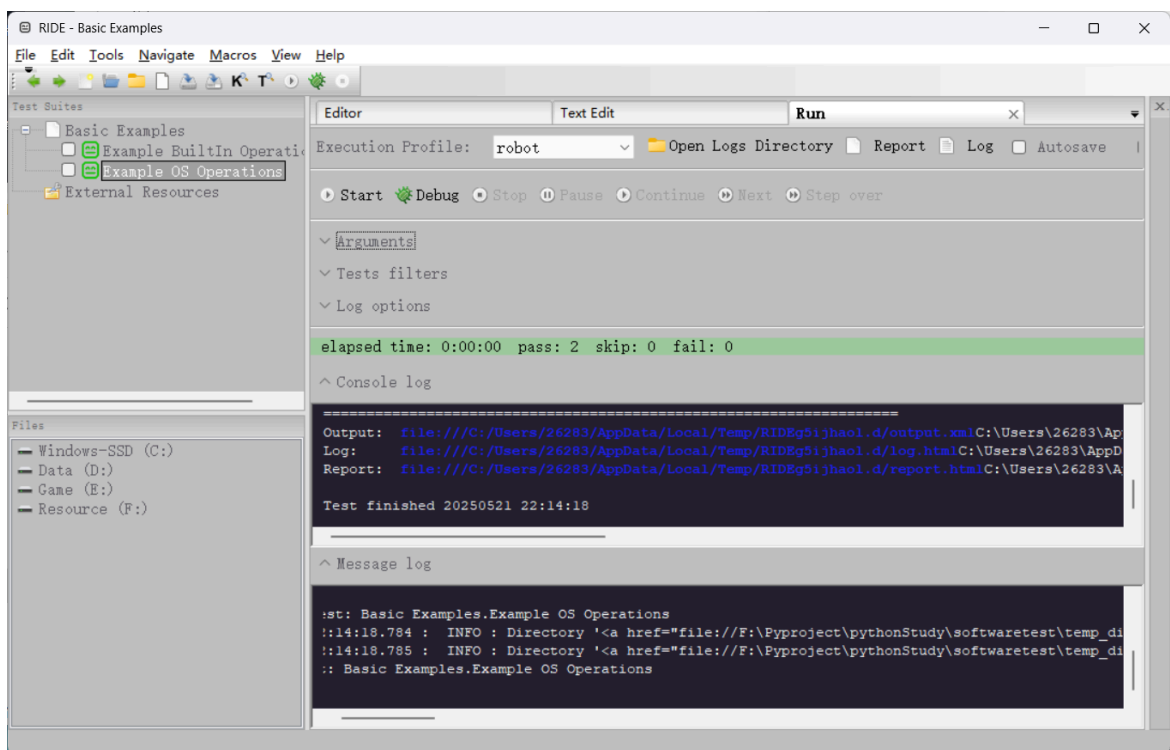 RIDE - Basic Examples
File Edit Tools Navigate Macros View Help
Test Suites
Basic Examples
Example BuiltIn Operati
Example OS Operations
External Resources
Files
Windows-SSD (C:)
Data (D:)
Game (E:)
Resource (F:)
Editor Text Edit Run
Execution Profile: robot Open Logs Directory Report Log Autosave
Start Debug Stop Pause Continue Next Step over
Arguments
Tests filters
Log options
elapsed time: 0:00:00 pass: 2 skip: 0 fail: 0
Console log
======================================================================
Output: file:///C:/Users/26283/AppData/Local/Temp/RIDEg5ijhaol.d/output.xmlC:\Users\26283\Ap
Log: file:///C:/Users/26283/AppData/Local/Temp/RIDEg5ijhaol.d/log.htmlC:\Users\26283\AppD
Report: file:///C:/Users/26283/AppData/Local/Temp/RIDEg5ijhaol.d/report.htmlC:\Users\26283\A
Test finished 20250521 22:14:18
Message log
est: Basic Examples.Example OS Operations
:14:18.784 : INFO : Directory '<a href="file://F:\Pyproject\pythonStudy\softwaretest\temp_di
:14:18.785 : INFO : Directory '<a href="file://F:\Pyproject\pythonStudy\softwaretest\temp_di
: Basic Examples.Example OS Operations